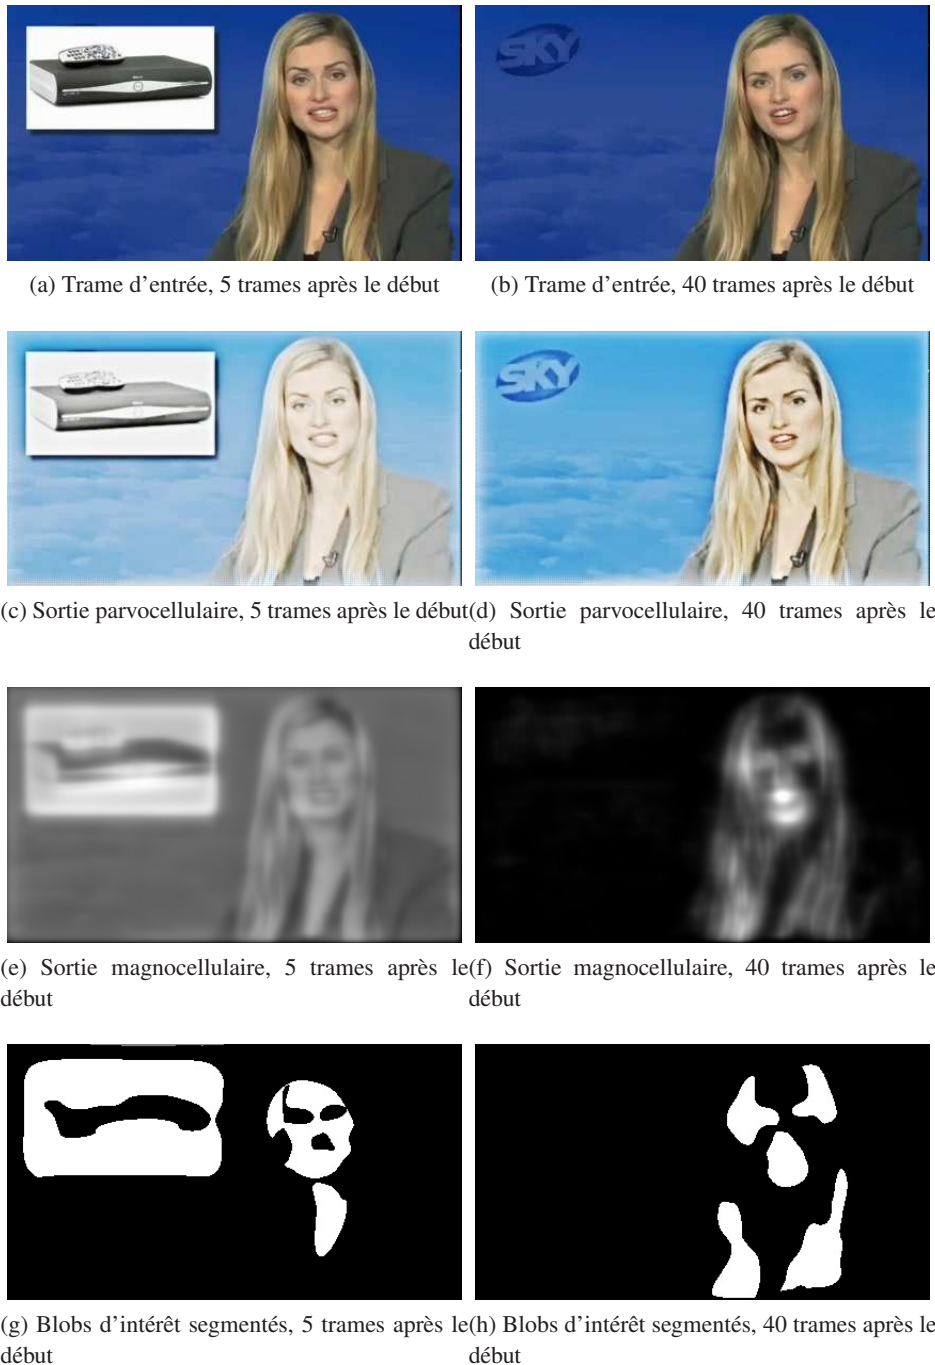 SKY
(a) Trame d'entrée, 5 trames après le début
(b) Trame d'entrée, 40 trames après le début
SKY
(c) Sortie parvocellulaire, 5 trames après le début
(d) Sortie parvocellulaire, 40 trames après le
début
(e) Sortie magnocellulaire, 5 trames après le
début
(f) Sortie magnocellulaire, 40 trames après le
début
(g) Blobs d'intérêt segmentés, 5 trames après le
début
(h) Blobs d'intérêt segmentés, 40 trames après le
début